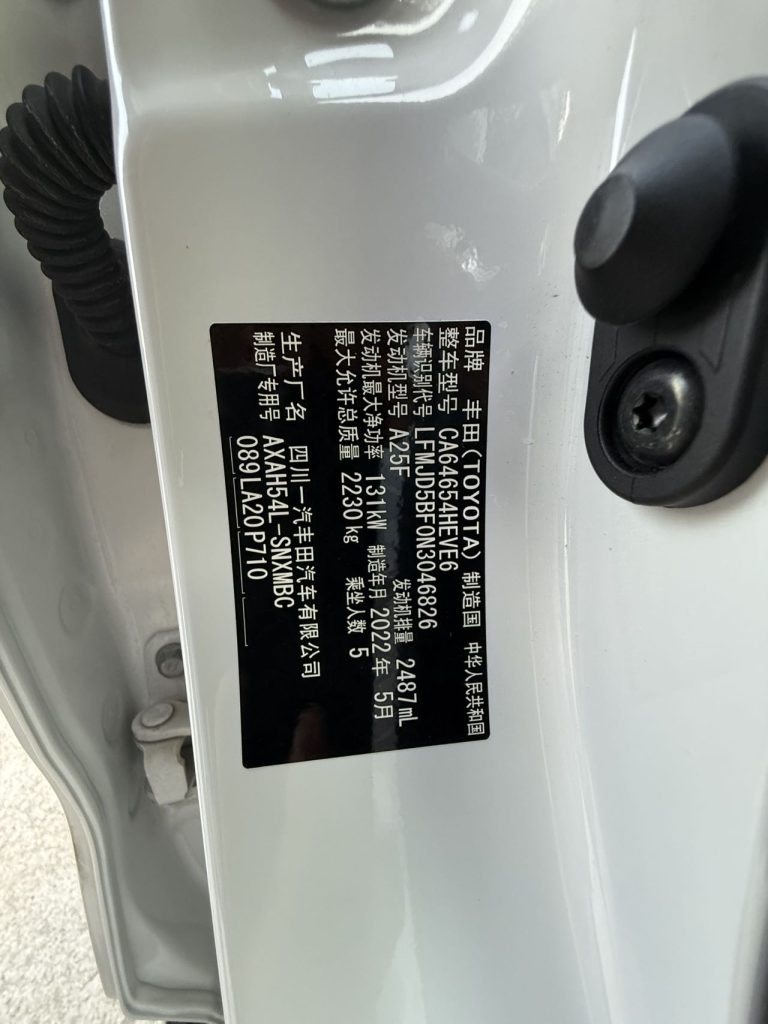 品牌 丰田(TOYOTA) 制造国 中华人民共和国
整车型号 CA64654HEVE6
车辆识别代号 LFMJD5BF0N3046826
发动机型号 A25F 发动机排量 2487mL
发动机最大净功率 131kW 制造年月 2022年 5月
最大允许总质量 2230kg 乘坐人数 5
生产厂名 四川一汽丰田汽车有限公司
制造厂专用号 AXAH54L-SNXMBC
089LA20P710